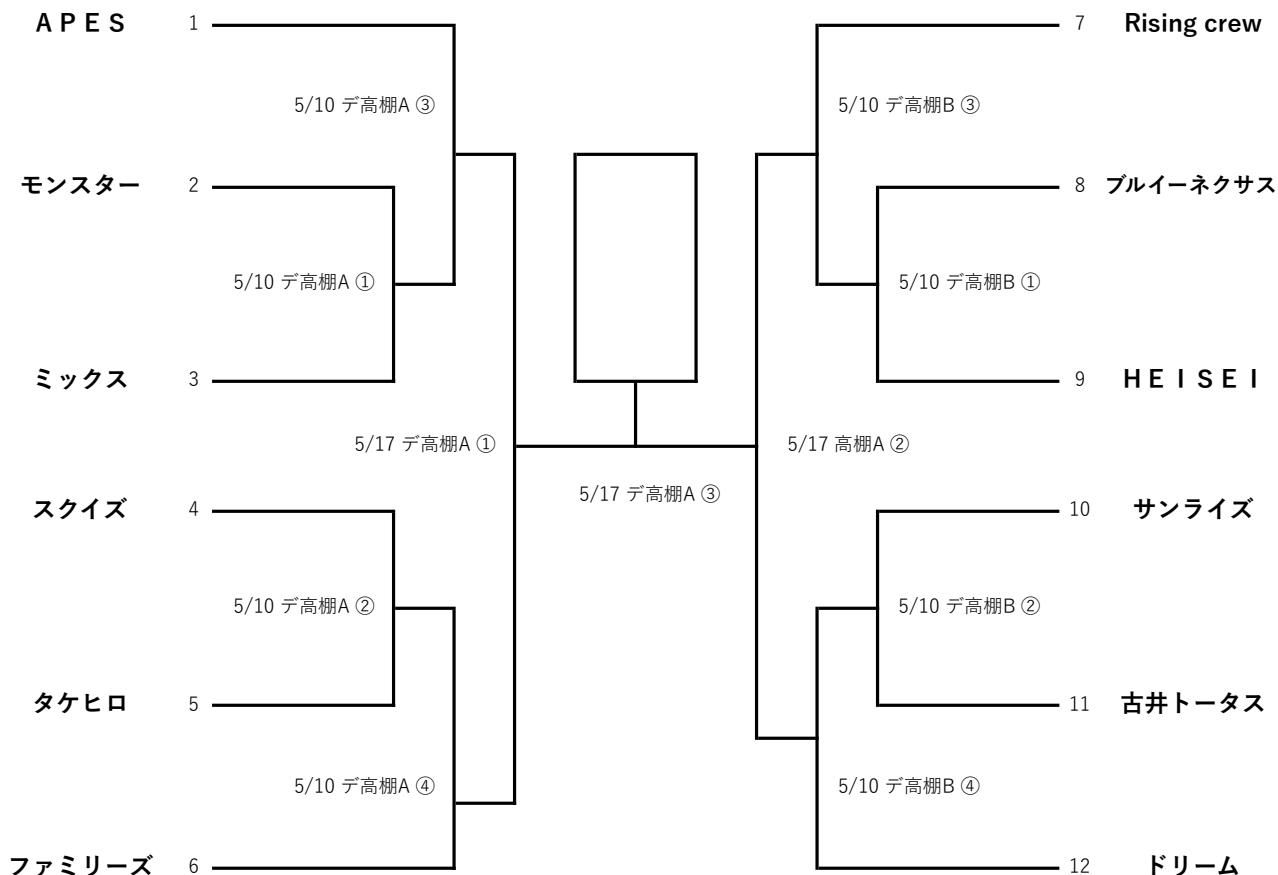 ＡＰＥＳ 1
7 Rising crew
5/10 デ高棚A ③
5/10 デ高棚B ③
モンスター 2
8 ブルイーネクサス
5/10 デ高棚A ①
5/10 デ高棚B ①
ミックス 3
9 ＨＥＩＳＥＩ
5/17 デ高棚A ①
5/17 高棚A ②
5/17 デ高棚A ③
スクイズ 4
10 サンライズ
5/10 デ高棚A ②
5/10 デ高棚B ②
タケヒロ 5
11 古井トータス
5/10 デ高棚A ④
5/10 デ高棚B ④
ファミリーズ 6
12 ドリーム